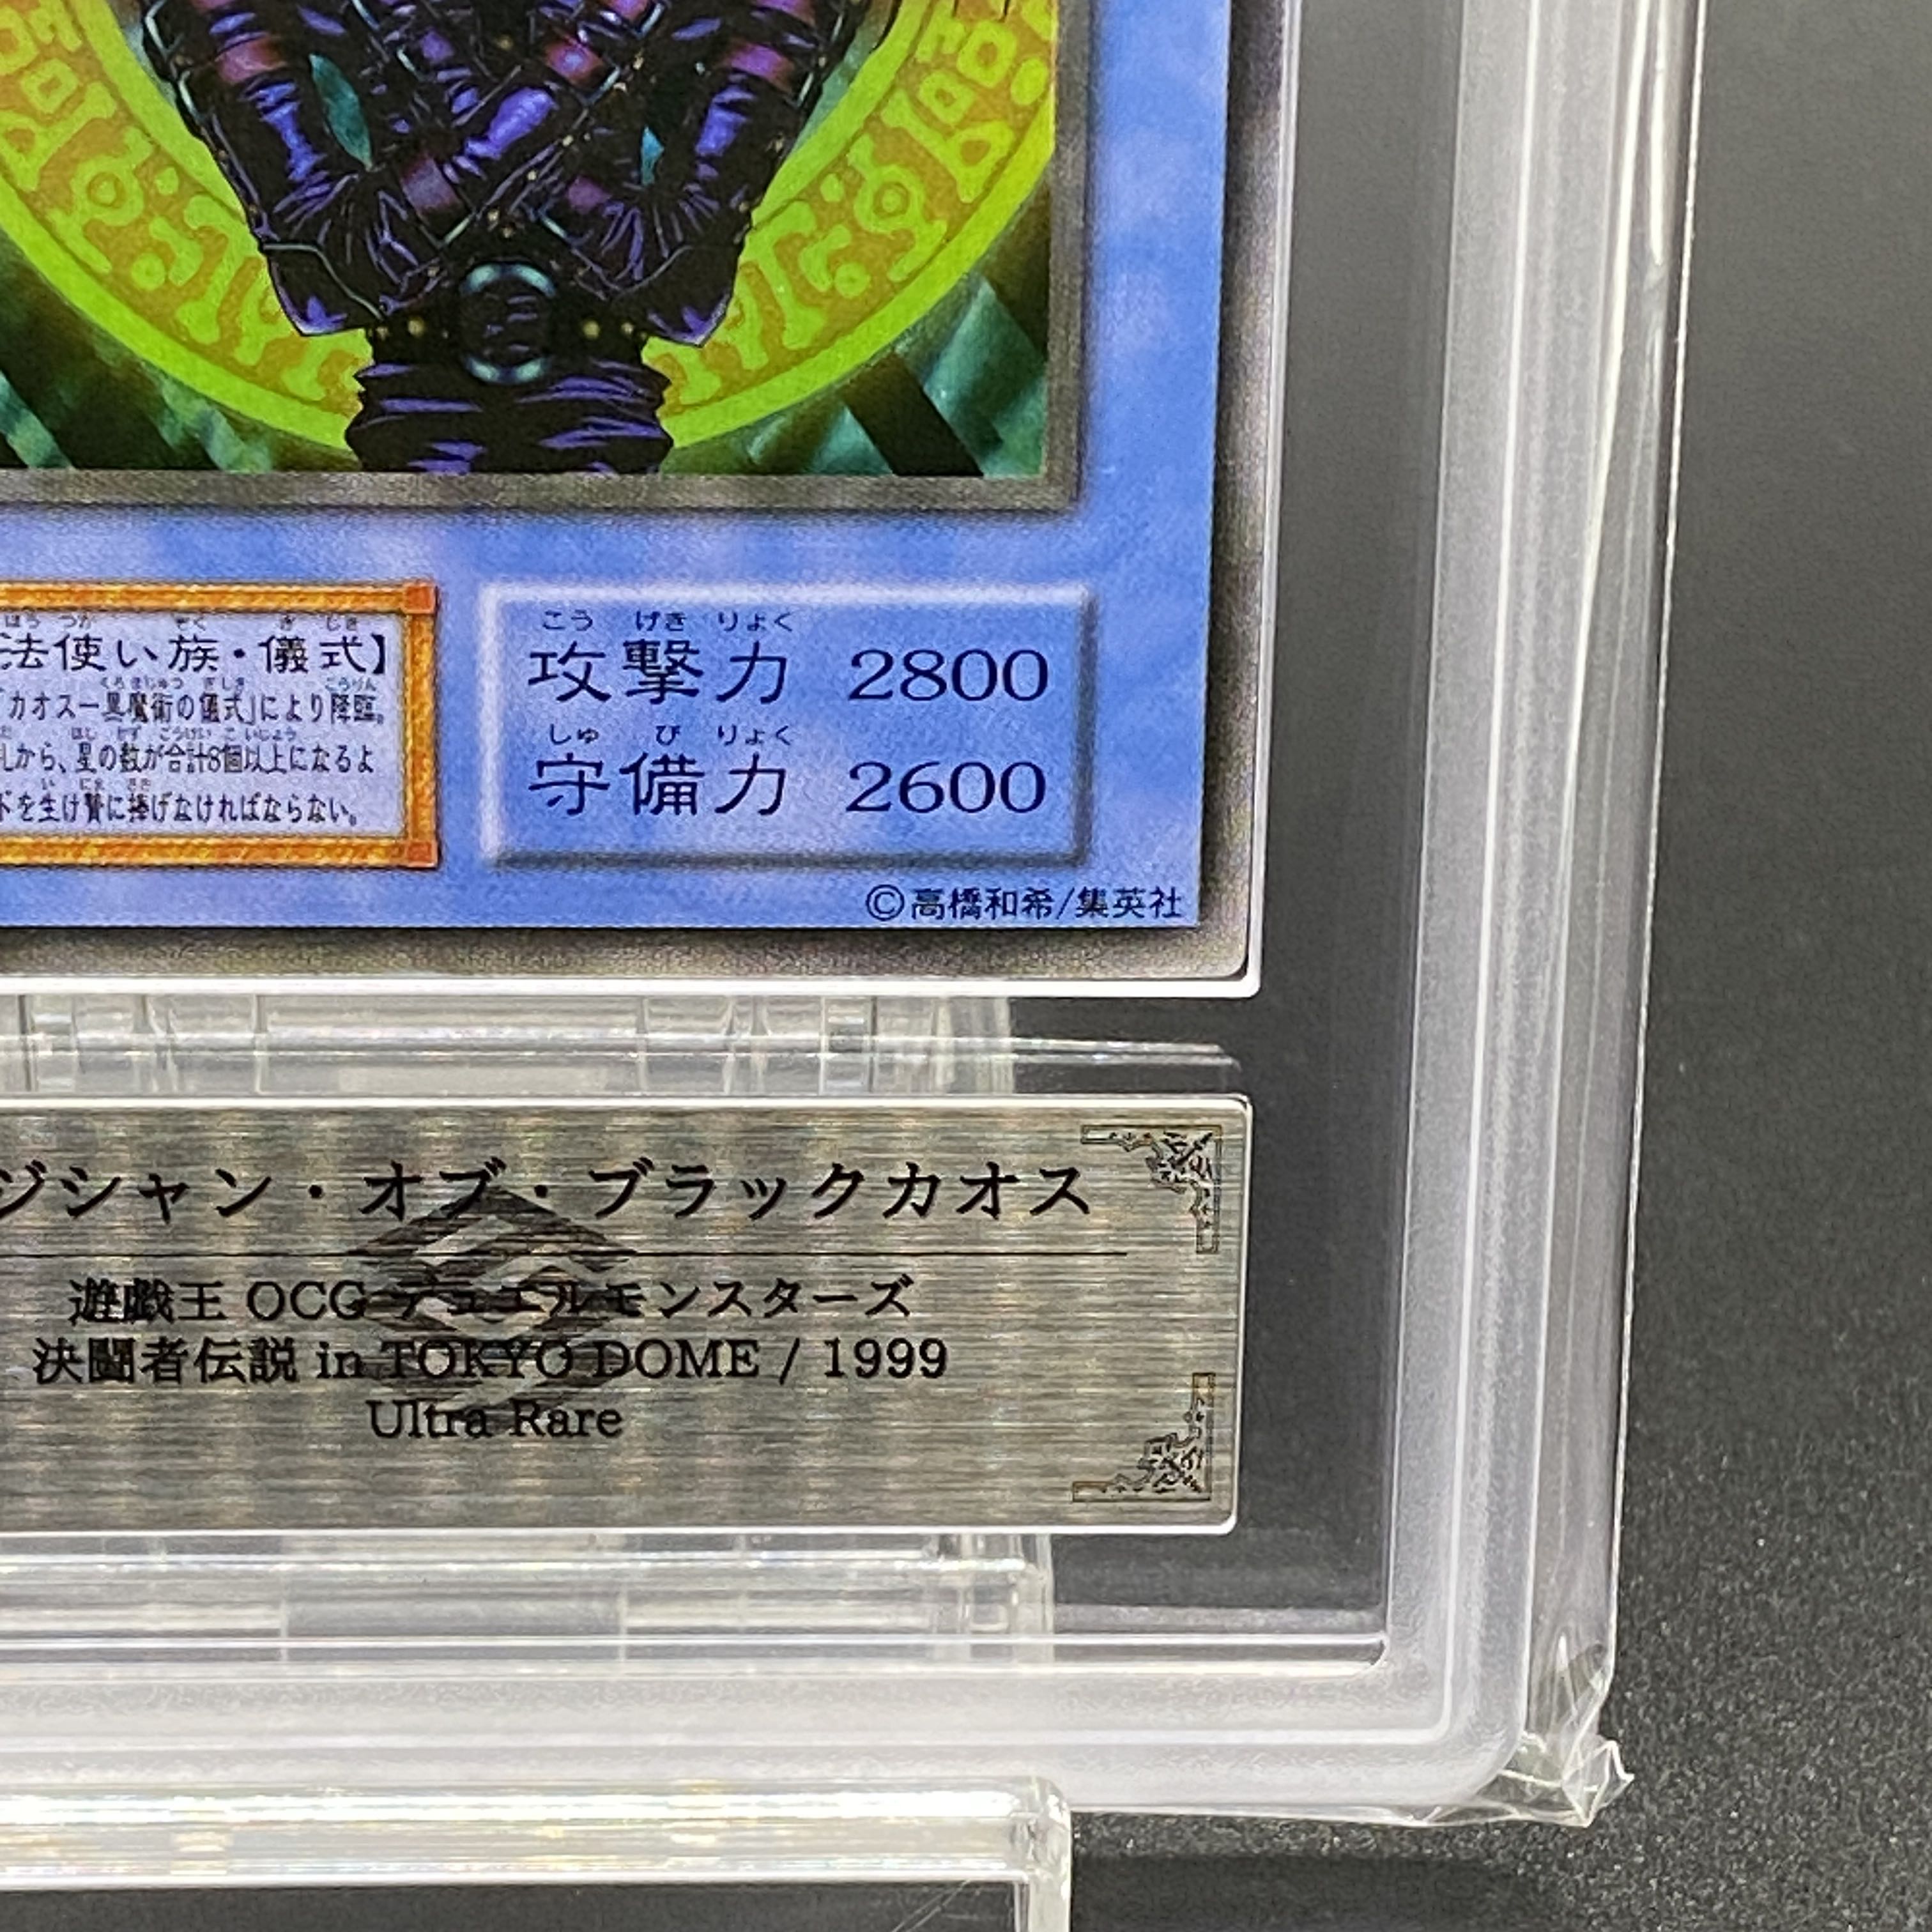 法使い族・儀式】
「カオスー黒魔術の儀式」により降臨。
札から、星の数が合計8個以上になるよ
ドを生け贄に捧げなければならない。
こう げき りょく
攻撃力 2800
しゅ び りょく
守備力 2600
©高橋和希/集英社
ジシャン・オブ・ブラックカオス
遊戯王 OCG デュエルモンスターズ
決闘者伝説 in TOKYO DOME / 1999
Ultra Rare